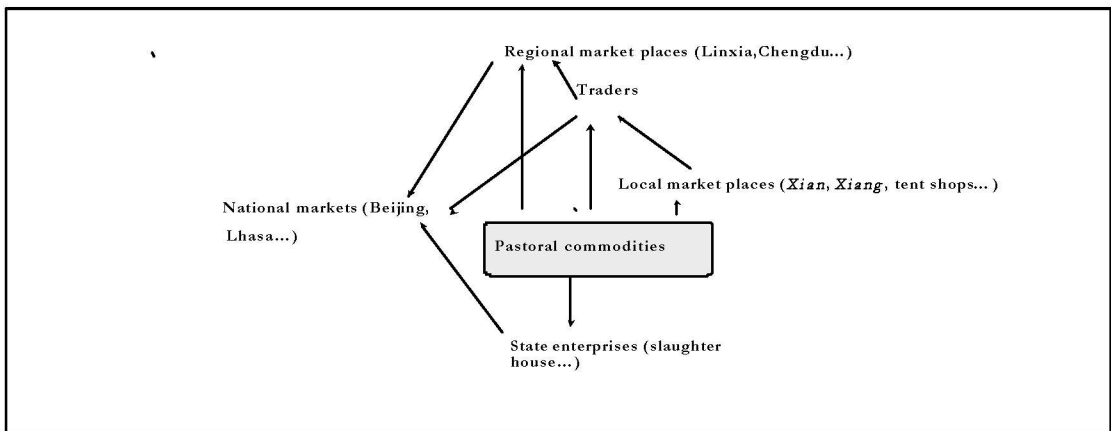 Regional market places (Linxia,Chengdu...)
Traders
Local market places (Xian, Xiang, tent shops...)
National markets (Beijing,
Lhasa...)
Pastoral commodities
State enterprises (slaughter
house...)